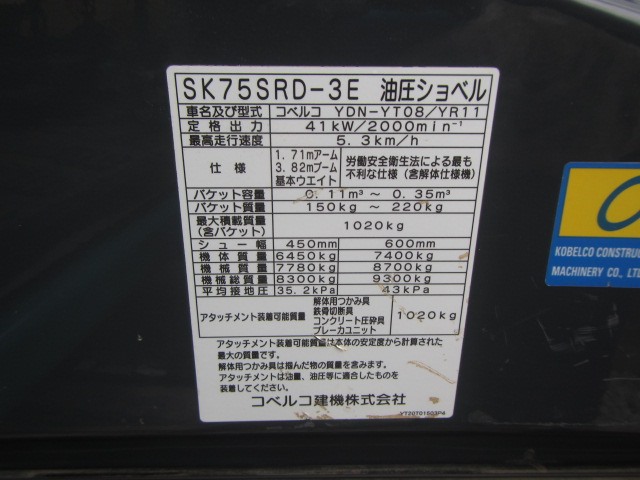 SK75SRD-3E 油圧ショベル
車名及び型式 コベルコ YDN-YT08/YR11
定格出力 41kW/2000min⁻¹
最高走行速度 5.3km/h
仕様 1.71mアーム 3.82mブーム 基本ウエイト 労働安全衛生法による最も不利な仕様(含解体仕様機)
バケット容量 0.11m³ ~ 0.35m³
バケット質量 150kg ~ 220kg
最大積載質量(含バケット) 1020kg
シュー幅 450mm 600mm
機体質量 6450kg 7400kg
機械質量 7780kg 8700kg
機械総質量 8300kg 9300kg
平均接地圧 35.2kPa 43kPa
アタッチメント装着可能質量 解体用つかみ具 鉄骨切断具 コンクリート圧砕具 ブレーカユニット 1020kg
アタッチメント装着可能質量は本体の安定度から計算された
最大の質量です。
解体用つかみ具は掴んだ物の質量を含みます。
アタッチメントは油量、油圧等に適合したものを
装着してください。
コベルコ建機株式会社
YT20T01603P4
KOBELCO CONSTRUC
MACHINERY CO., LTD